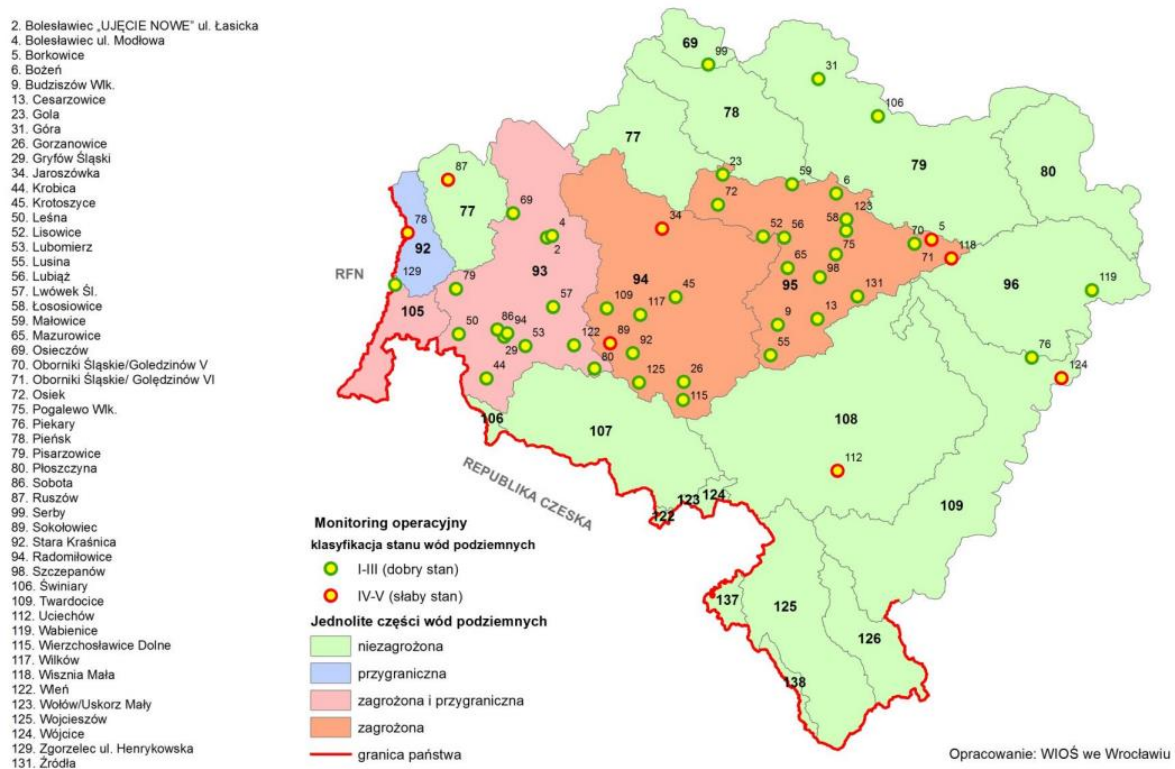 2. Bolesławiec „UJĘCIE NOWE” ul. Łasicka
4. Bolesławiec ul. Modłowa
5. Borkowice
6. Bożeń
9. Budziszów Wlk.
13. Cesarzowice
23. Gola
31. Góra
26. Gorzanowice
29. Gryfów Śląski
34. Jaroszówka
44. Krobica
45. Krotoszyce
50. Leśna
52. Lisowice
53. Lubomierz
55. Lusina
56. Lubiąż
57. Lwówek Śl.
58. Łososiowice
59. Małowice
65. Mazurowice
69. Osieczów
70. Oborniki Śląskie/Goledzinów V
71. Oborniki Śląskie/ Golędzinów VI
72. Osiek
75. Pogalewo Wlk.
76. Piekary
78. Pieńsk
79. Pisarzowice
80. Płoszczyna
86. Sobota
87. Ruszów
99. Serby
89. Sokołowiec
92. Stara Kraśnica
94. Radomiłowice
98. Szczepanów
106. Świniary
109. Twardocice
112. Uciechów
119. Wabienice
115. Wierzchosławice Dolne
117. Wilków
118. Wisznia Mała
122. Wleń
123. Wołów/Uskorz Mały
125. Wojcieszów
124. Wójcice
129. Zgorzelec ul. Henrykowska
131. Źródła
69
99
31
106
78
77
79
80
87
77
23
72
59
6
123
58
69
34
78
92
4
2
52
56
70
5
71
118
75
65
98
95
96
119
RFN
129
79
93
94
45
131
105
57
109
117
9
13
50
86
94
29
53
122
89
92
55
76
124
44
80
125
26
115
106
107
108
112
REPUBLIKA CZESKA
123
124
122
109
137
125
126
138
Monitoring operacyjny
klasyfikacja stanu wód podziemnych
I-III (dobry stan)
IV-V (słaby stan)
Jednolite części wód podziemnych
niezagrożona
przygraniczna
zagrożona i przygraniczna
zagrożona
granica państwa
Opracowanie: WIOŚ we Wrocławiu